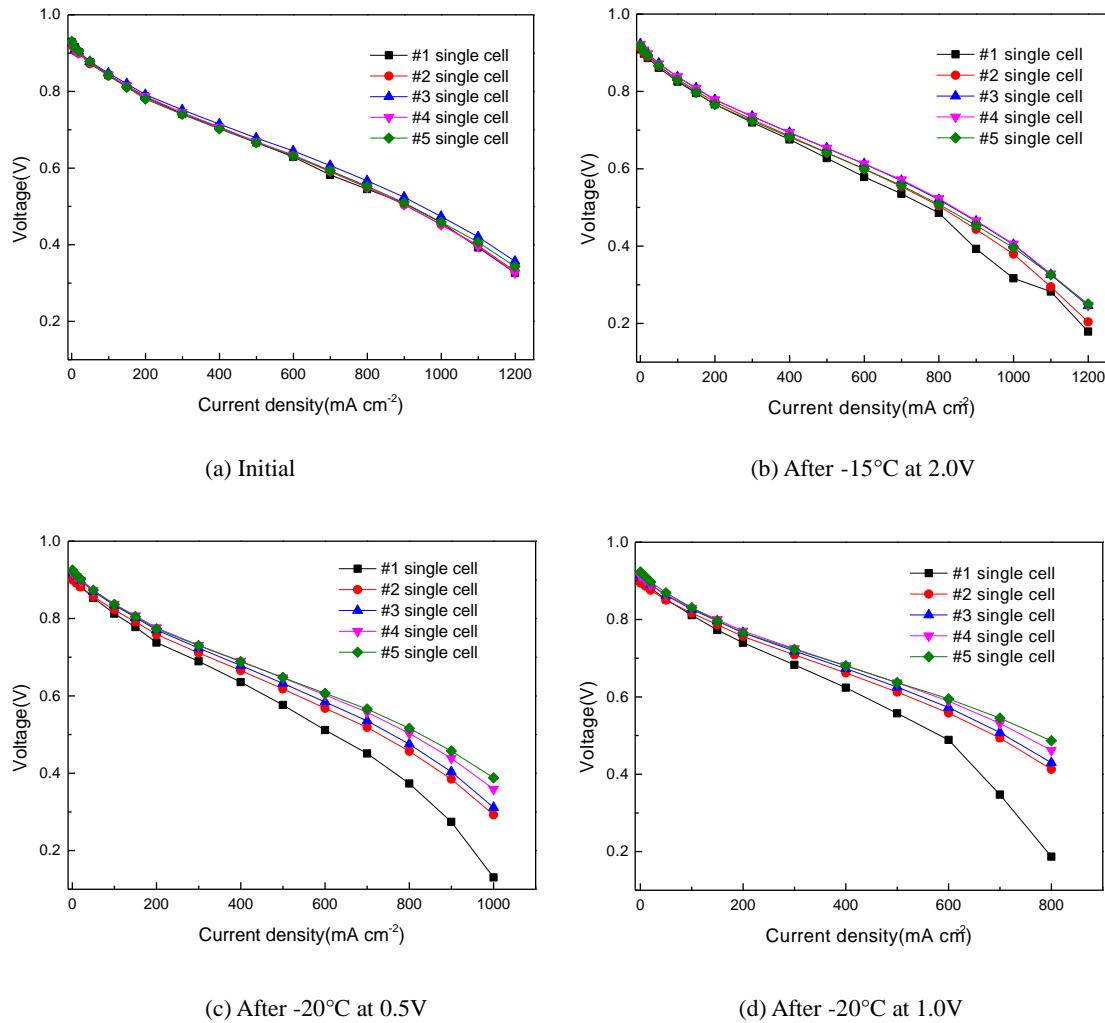 1.0
0.8
0.6
0.4
0.2
Voltage(V)
#1 single cell
#2 single cell
#3 single cell
#4 single cell
#5 single cell
0 200 400 600 800 1000 1200
Current density(mA cm⁻²)
(a) Initial
1.0
0.8
0.6
0.4
0.2
Voltage(V)
#1 single cell
#2 single cell
#3 single cell
#4 single cell
#5 single cell
0 200 400 600 800 1000 1200
Current density(mA cm⁻²)
(b) After -15°C at 2.0V
1.0
0.8
0.6
0.4
0.2
Voltage(V)
#1 single cell
#2 single cell
#3 single cell
#4 single cell
#5 single cell
0 200 400 600 800 1000
Current density(mA cm⁻²)
(c) After -20°C at 0.5V
1.0
0.8
0.6
0.4
0.2
Voltage(V)
#1 single cell
#2 single cell
#3 single cell
#4 single cell
#5 single cell
0 200 400 600 800
Current density(mA cm⁻²)
(d) After -20°C at 1.0V